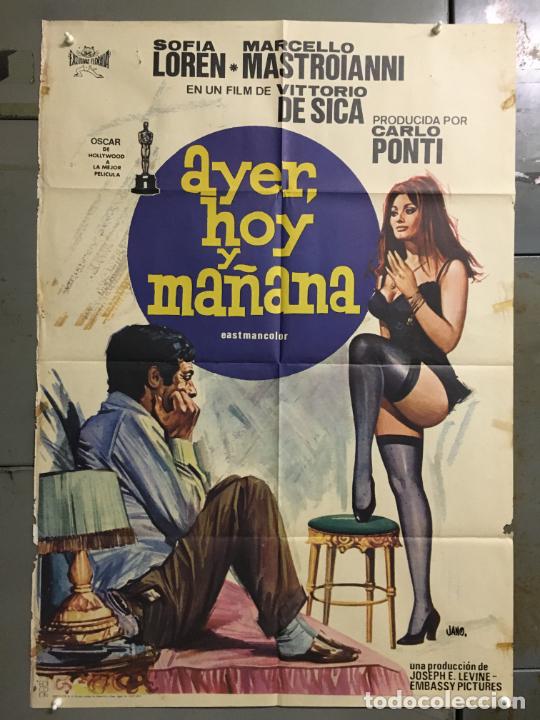 SOFIA MARCELLO
LOREN * MASTROIANNI
EN UN FILM DE VITTORIO
DE SICA
PRODUCIDA POR
CARLO
PONTI
OSCAR
DE
HOLLYWOOD
A
LA MEJOR
PELICULA
ayer,
hoy
y
mañana
eastmancolor
JANO.
una producción de
JOSEPH E. LEVINE-
EMBASSY PICTURES
todocoleccion.net